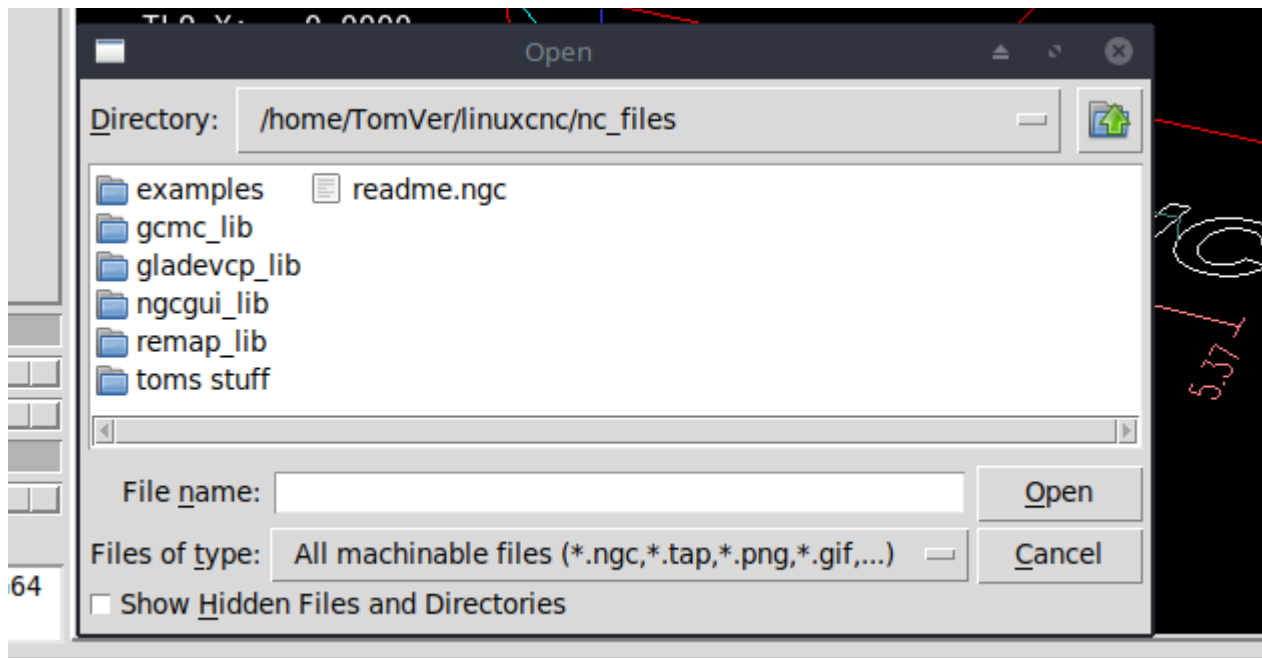 Open
Directory: /home/TomVer/linuxcnc/nc_files
examples readme.ngc
gcmc_lib
gladevcp_lib
ngcgui_lib
remap_lib
toms stuff
5.371
File name: Open
Files of type: All machinable files (*.ngc,*.tap,*.png,*.gif,...) Cancel
64
Show Hidden Files and Directories